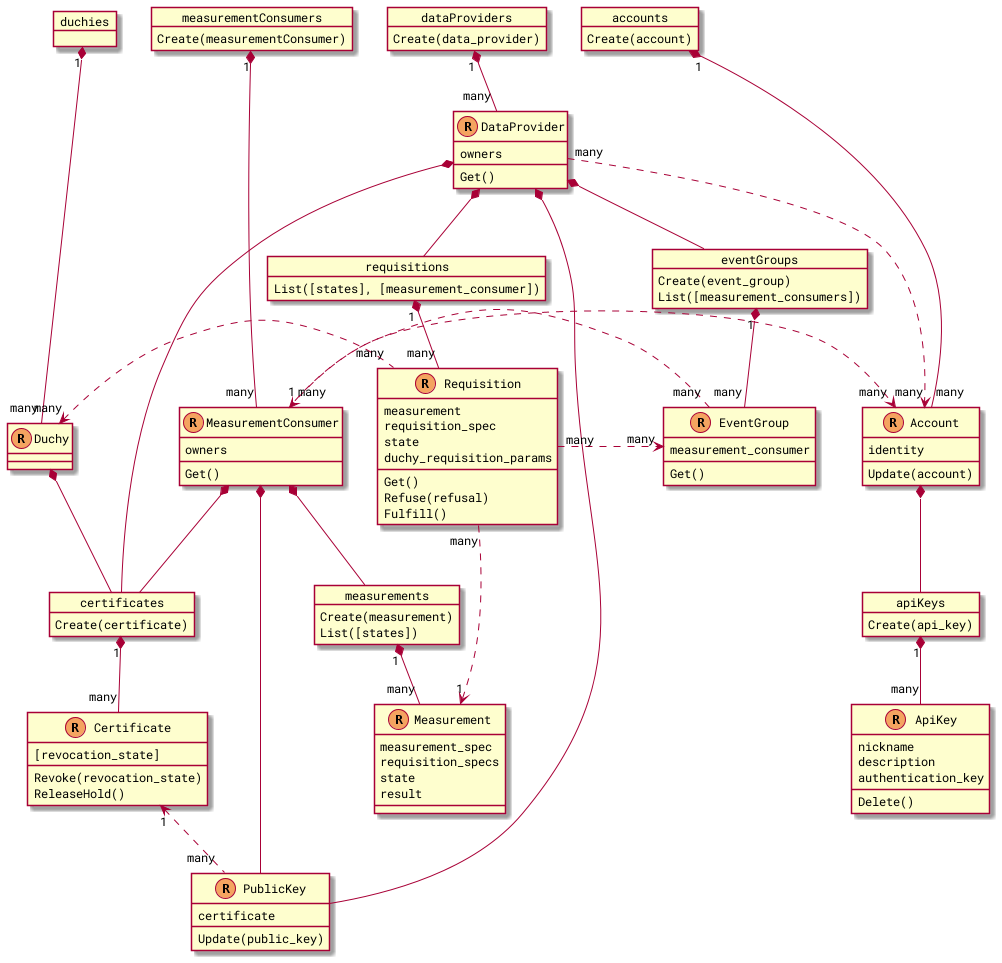 duchies
measurementConsumers
Create(measurementConsumer)
dataProviders
Create(data_provider)
accounts
Create(account)
1
1
1
1
many
R DataProvider
owners
Get()
many
requisitions
List([states], [measurement_consumer])
eventGroups
Create(event_group)
List([measurement_consumers])
1
1
many
many
many
many
1
many
many
many
many
many
many
many
R Duchy
R MeasurementConsumer
owners
Get()
R Requisition
measurement
requisition_spec
state
duchy_requisition_params
Get()
Refuse(refusal)
Fulfill()
many
many
R EventGroup
measurement_consumer
Get()
R Account
identity
Update(account)
many
certificates
Create(certificate)
measurements
Create(measurement)
List([states])
apiKeys
Create(api_key)
1
1
1
many
many
1
many
R Certificate
[revocation_state]
Revoke(revocation_state)
ReleaseHold()
R Measurement
measurement_spec
requisition_specs
state
result
R ApiKey
nickname
description
authentication_key
Delete()
1
many
R PublicKey
certificate
Update(public_key)